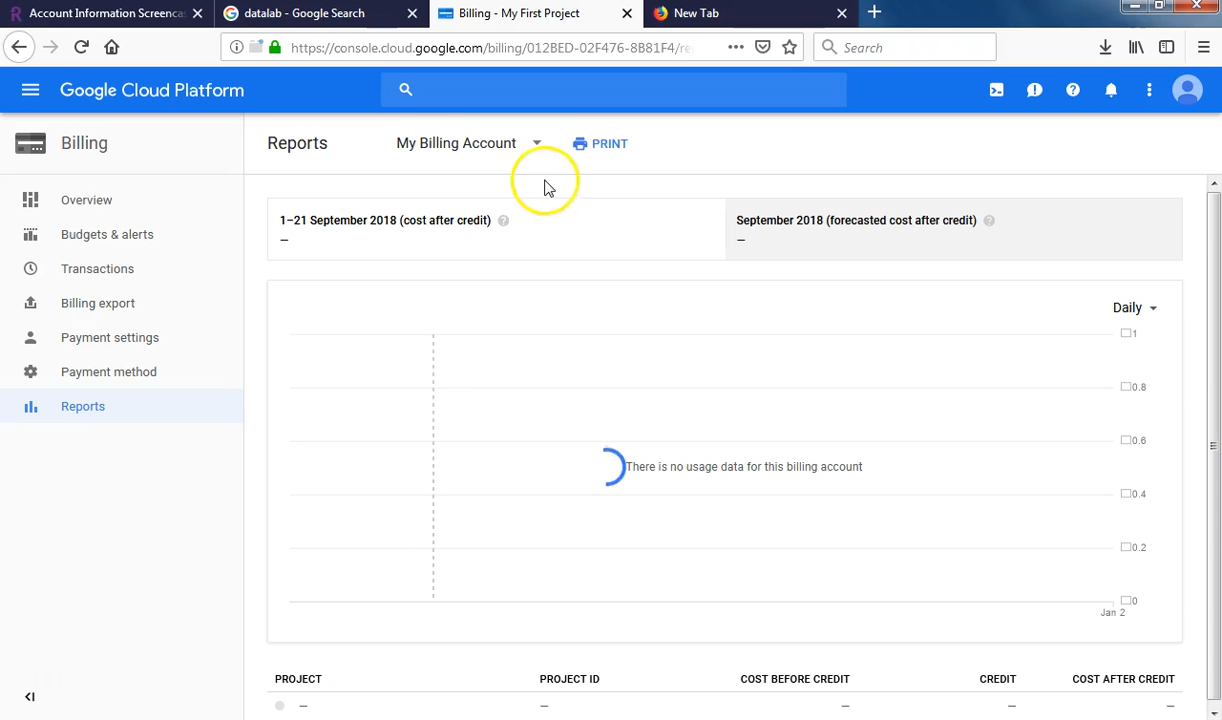 Account Information Screencas
datalab - Google Search
Billing - My First Project
New Tab
https://console.cloud.google.com/billing/012BED-02F476-8B81F4/re
Search
Google Cloud Platform
Billing
Reports
My Billing Account
PRINT
Overview
Budgets & alerts
Transactions
Billing export
Payment settings
Payment method
Reports
1–21 September 2018 (cost after credit)
–
September 2018 (forecasted cost after credit)
–
Daily
1
0.8
0.6
There is no usage data for this billing account
0.4
0.2
0
Jan 2
PROJECT PROJECT ID COST BEFORE CREDIT CREDIT COST AFTER CREDIT
– – – – –